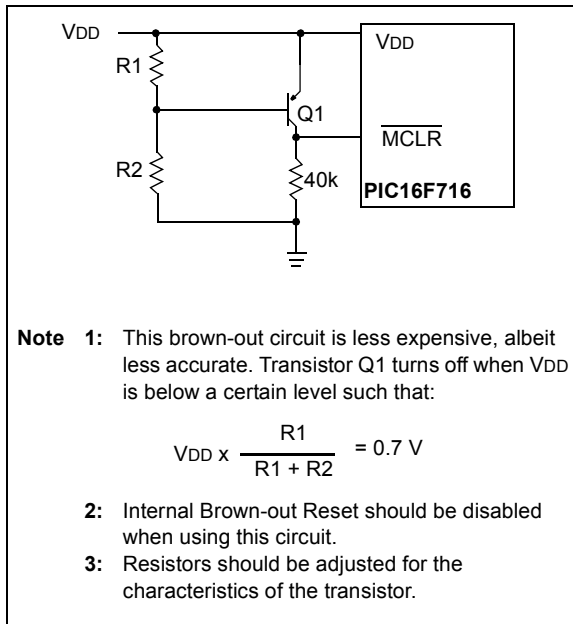 VDD
VDD
R1
Q1
MCLR
R2
40k
PIC16F716
Note 1: This brown-out circuit is less expensive, albeit
less accurate. Transistor Q1 turns off when VDD
is below a certain level such that:
VDD x R1 / R1 + R2 = 0.7 V
2: Internal Brown-out Reset should be disabled
when using this circuit.
3: Resistors should be adjusted for the
characteristics of the transistor.